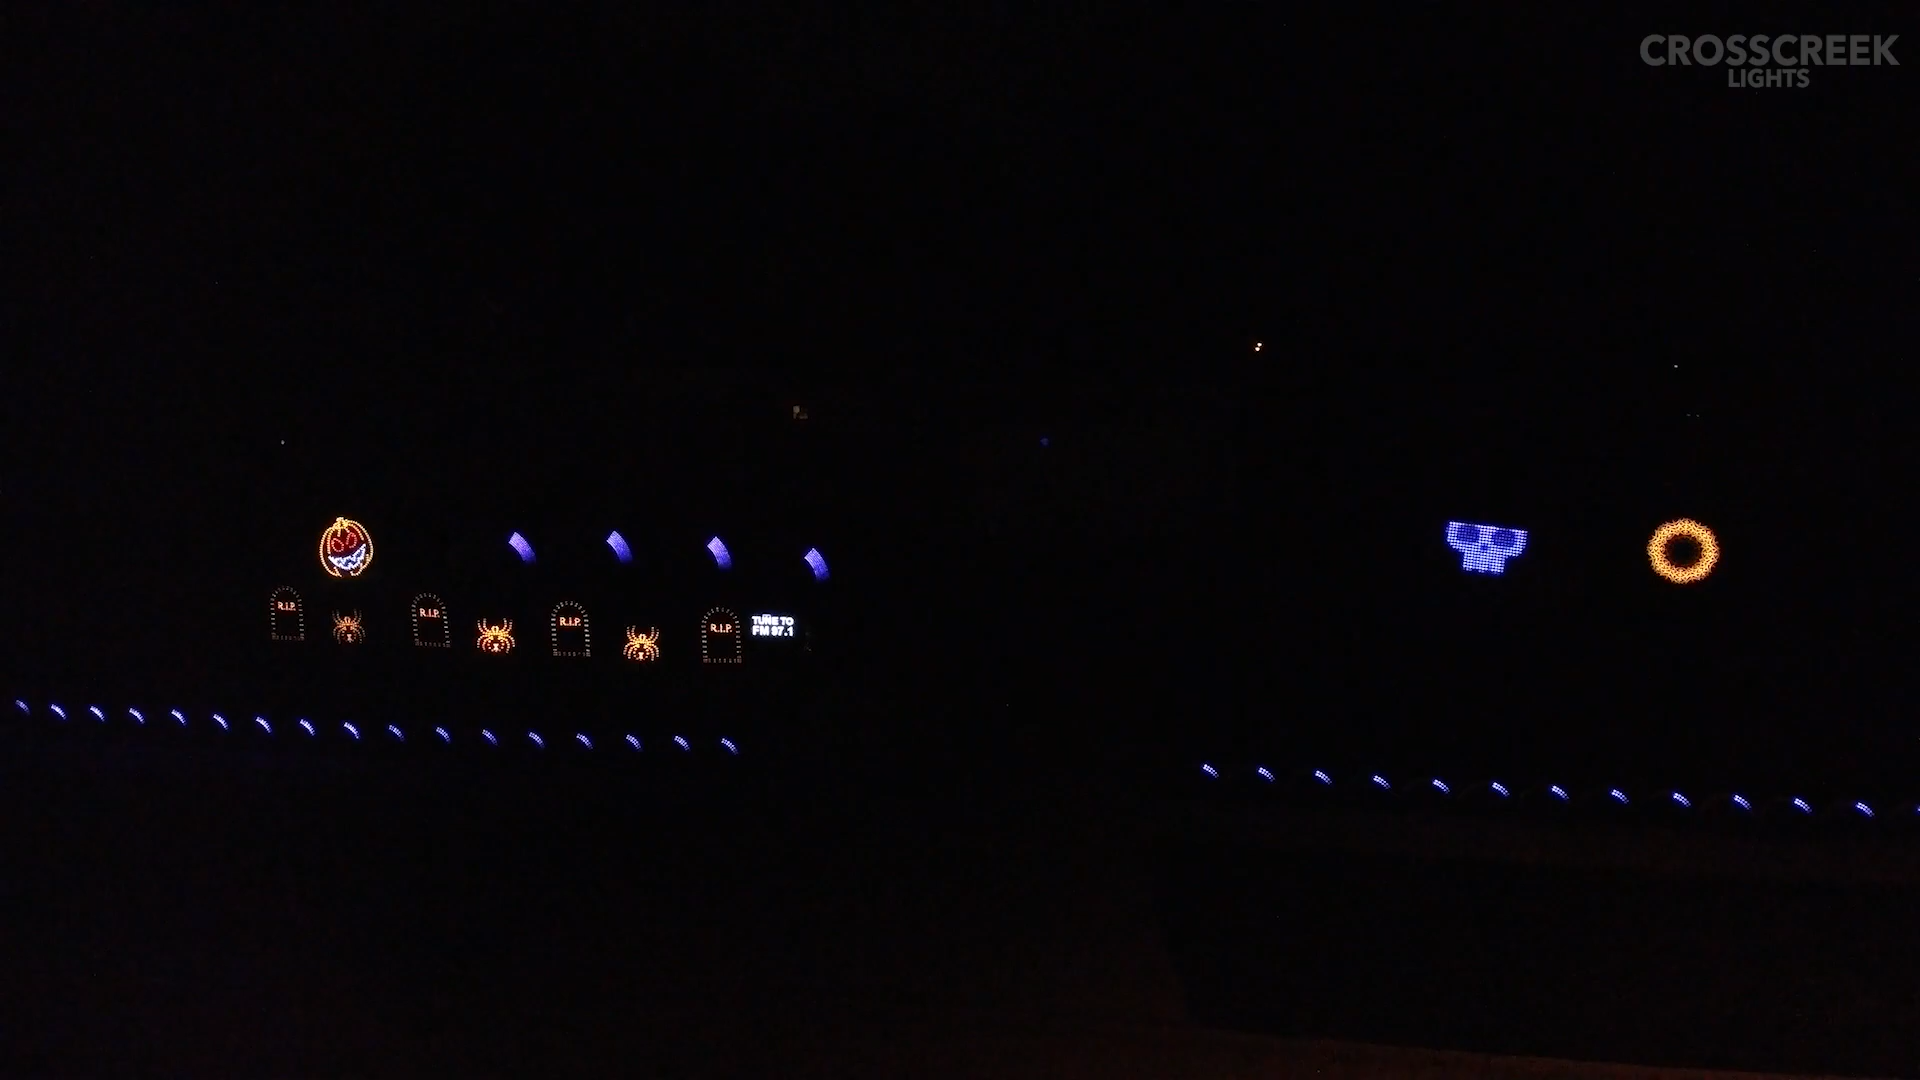 CROSSCREEK
LIGHTS
R.I.P.
R.I.P.
R.I.P.
R.I.P.
TUNE TO
FM 97.1